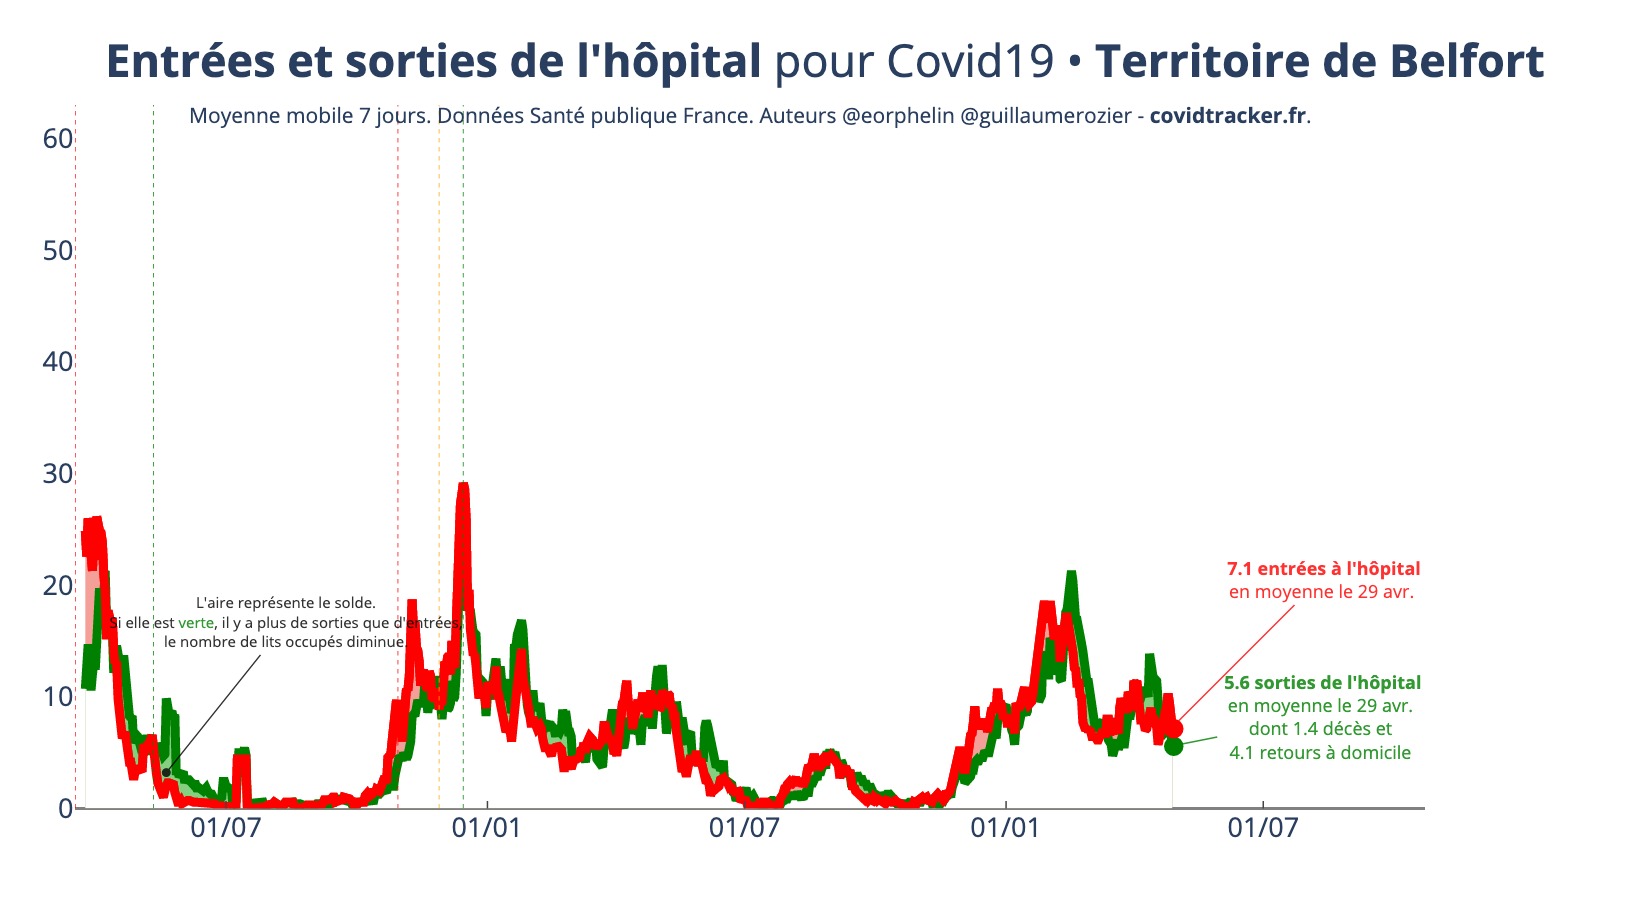 Entrées et sorties de l'hôpital pour Covid19 • Territoire de Belfort
Moyenne mobile 7 jours. Données Santé publique France. Auteurs @eorphelin @guillaumerozier - covidtracker.fr.
60
50
40
30
20
10
0
L'aire représente le solde.
Si elle est verte, il y a plus de sorties que d'entrées,
le nombre de lits occupés diminue.
7.1 entrées à l'hôpital
en moyenne le 29 avr.
5.6 sorties de l'hôpital
en moyenne le 29 avr.
dont 1.4 décès et
4.1 retours à domicile
01/07
01/01
01/07
01/01
01/07